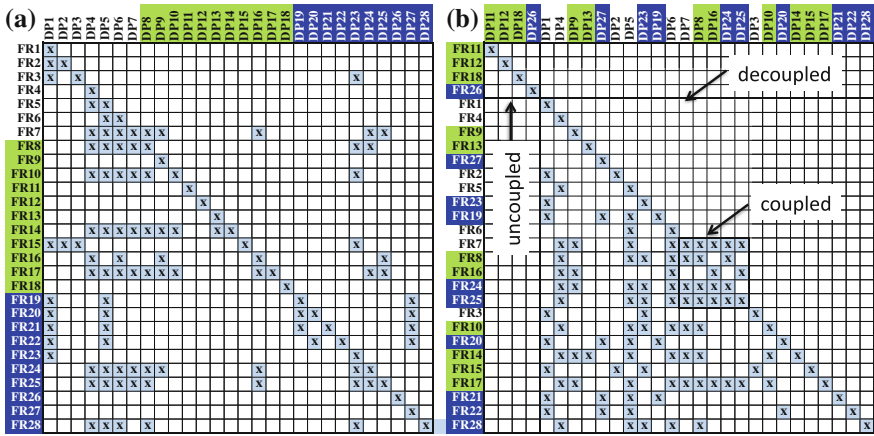 (a)
DP1 DP2 DP3 DP4 DP5 DP6 DP7 DP8 DP9 DP10 DP11 DP12 DP13 DP14 DP15 DP16 DP17 DP18 DP19 DP20 DP21 DP22 DP23 DP24 DP25 DP26 DP27 DP28
FR1 x
FR2 x x
FR3 x x x
FR4 x
FR5 x x
FR6 x x
FR7 x x x x x x x x x
FR8 x x x x x x x
FR9 x
FR10 x x x x x x x
FR11 x
FR12 x
FR13 x
FR14 x x x x x x x x x
FR15 x x x x x
FR16 x x x x x
FR17 x x x x x x x x x x
FR18 x
FR19 x x x x
FR20 x x x x x
FR21 x x x x x
FR22 x x x x x
FR23 x x
FR24 x x x x x x x x x
FR25 x x x x x x x x x x
FR26 x
FR27 x
FR28 x x x x x x
(b)
DP11 DP12 DP18 DP26 DP1 DP4 DP9 DP13 DP27 DP2 DP5 DP23 DP19 DP6 DP7 DP8 DP16 DP24 DP25 DP3 DP10 DP20 DP14 DP15 DP17 DP21 DP22 DP28
FR11 x
FR12 x
FR18 x
FR26 x
FR1 x
FR4 x
FR9 x
FR13 x
FR27 x
FR2 x x
FR5 x x
FR23 x x
FR19 x x x x
FR6 x x
FR7 x x x x x x x x x
FR8 x x x x x x x
FR16 x x x x x
FR24 x x x x x x x x x
FR25 x x x x x x x x x x
FR3 x x x
FR10 x x x x x x x
FR20 x x x x x
FR14 x x x x x x x x x
FR15 x x x x x
FR17 x x x x x x x x x x
FR21 x x x x x
FR22 x x x x x
FR28 x x x x x x
decoupled
uncoupled
coupled